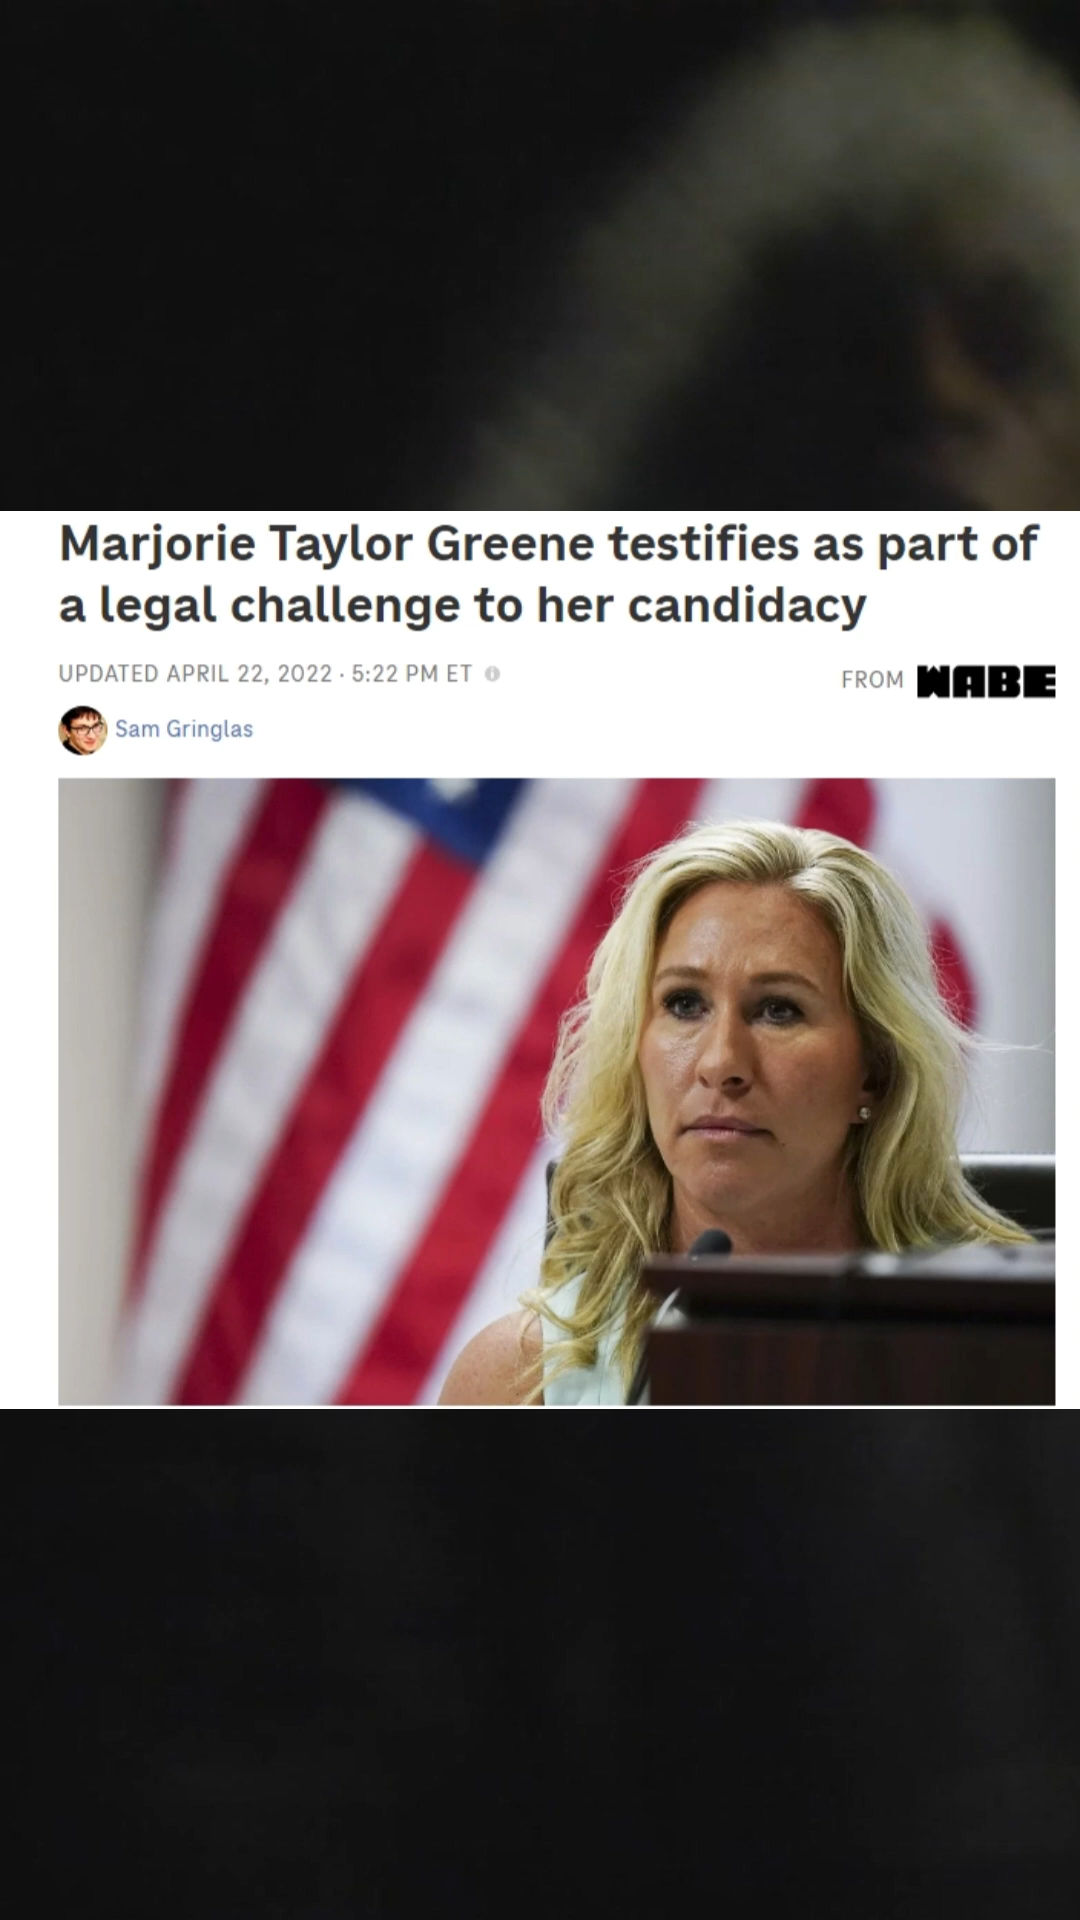 Marjorie Taylor Greene testifies as part of
a legal challenge to her candidacy
UPDATED APRIL 22, 2022 · 5:22 PM ET
FROM WABE
Sam Gringlas